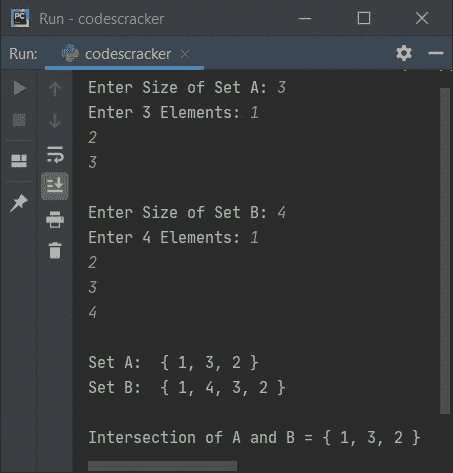 PC
Run - codescracker
Run:
codescracker
Enter Size of Set A: 3
Enter 3 Elements: 1
2
3
Enter Size of Set B: 4
Enter 4 Elements: 1
2
3
4
Set A:  { 1, 3, 2 }
Set B:  { 1, 4, 3, 2 }
Intersection of A and B = { 1, 3, 2 }